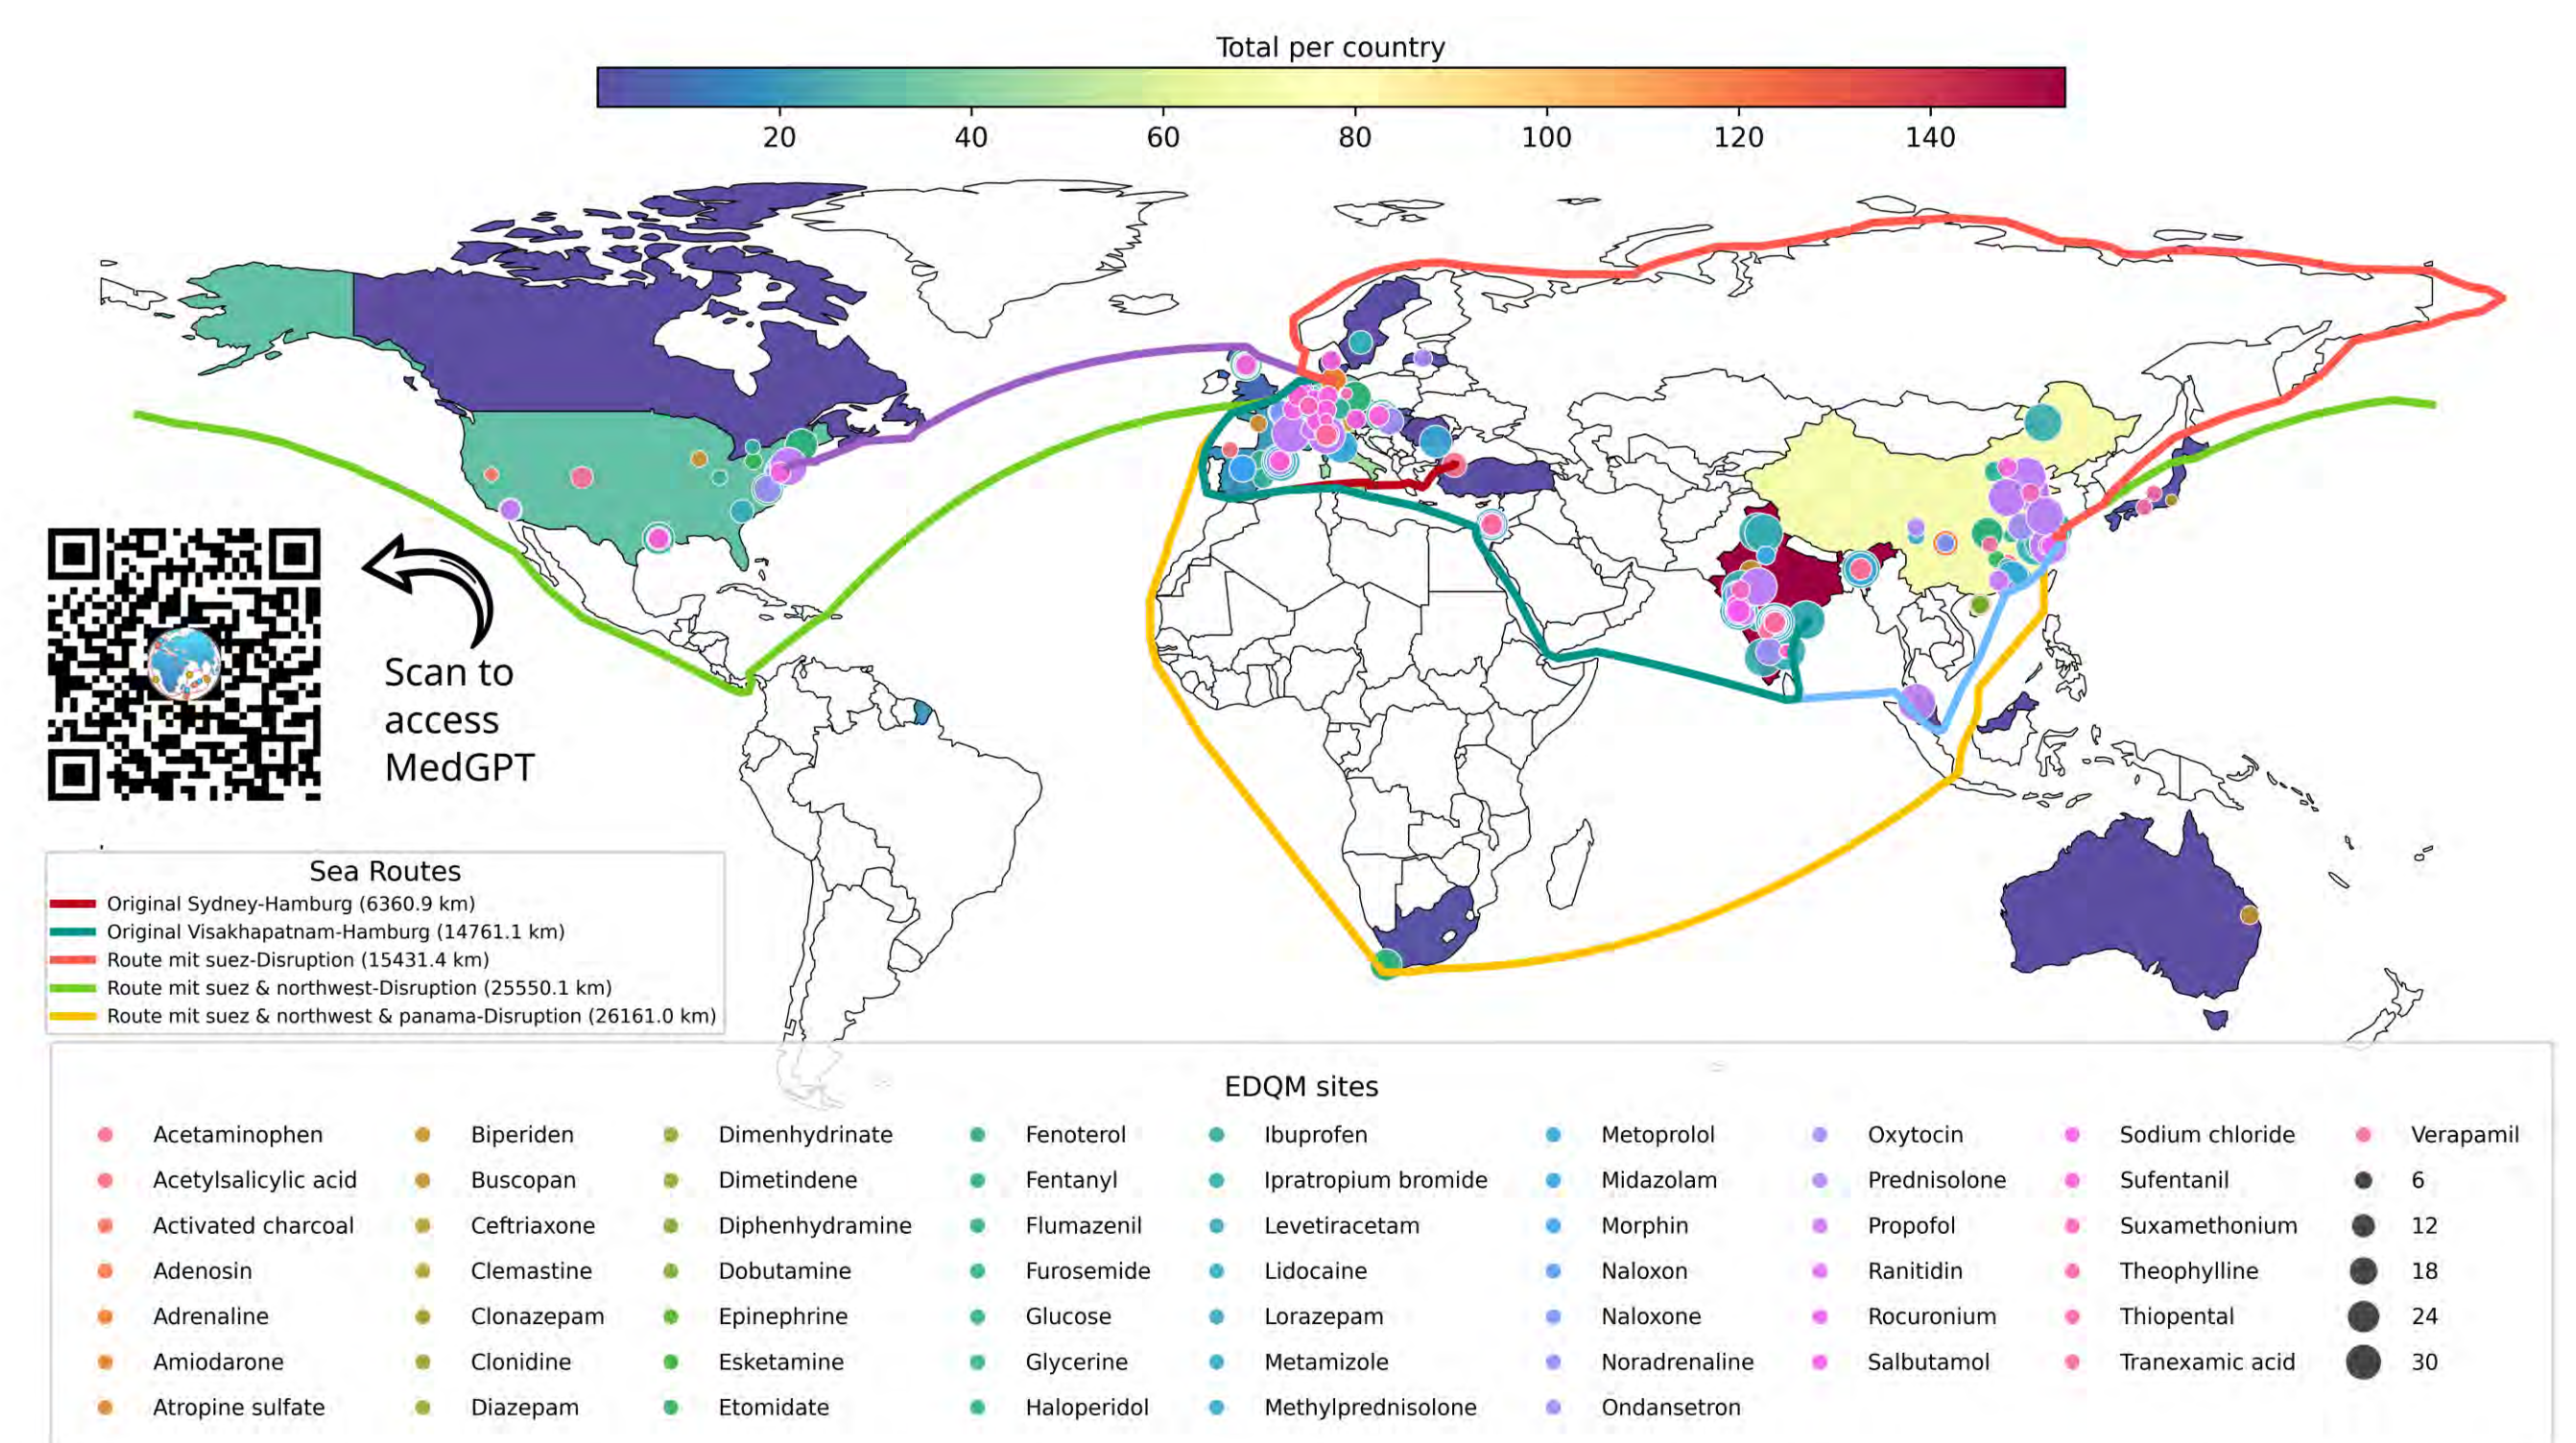 Total per country
20 40 60 80 100 120 140
Scan to
access
MedGPT
Sea Routes
Original Sydney-Hamburg (6360.9 km)
Original Visakhapatnam-Hamburg (14761.1 km)
Route mit suez-Disruption (15431.4 km)
Route mit suez & northwest-Disruption (25550.1 km)
Route mit suez & northwest & panama-Disruption (26161.0 km)
EDQM sites
Acetaminophen Biperiden Dimenhydrinate Fenoterol Ibuprofen Metoprolol Oxytocin Sodium chloride Verapamil
Acetylsalicylic acid Buscopan Dimetindene Fentanyl Ipratropium bromide Midazolam Prednisolone Sufentanil 6
Activated charcoal Ceftriaxone Diphenhydramine Flumazenil Levetiracetam Morphin Propofol Suxamethonium 12
Adenosin Clemastine Dobutamine Furosemide Lidocaine Naloxon Ranitidin Theophylline 18
Adrenaline Clonazepam Epinephrine Glucose Lorazepam Naloxone Rocuronium Thiopental 24
Amiodarone Clonidine Esketamine Glycerine Metamizole Noradrenaline Salbutamol Tranexamic acid 30
Atropine sulfate Diazepam Etomidate Haloperidol Methylprednisolone Ondansetron